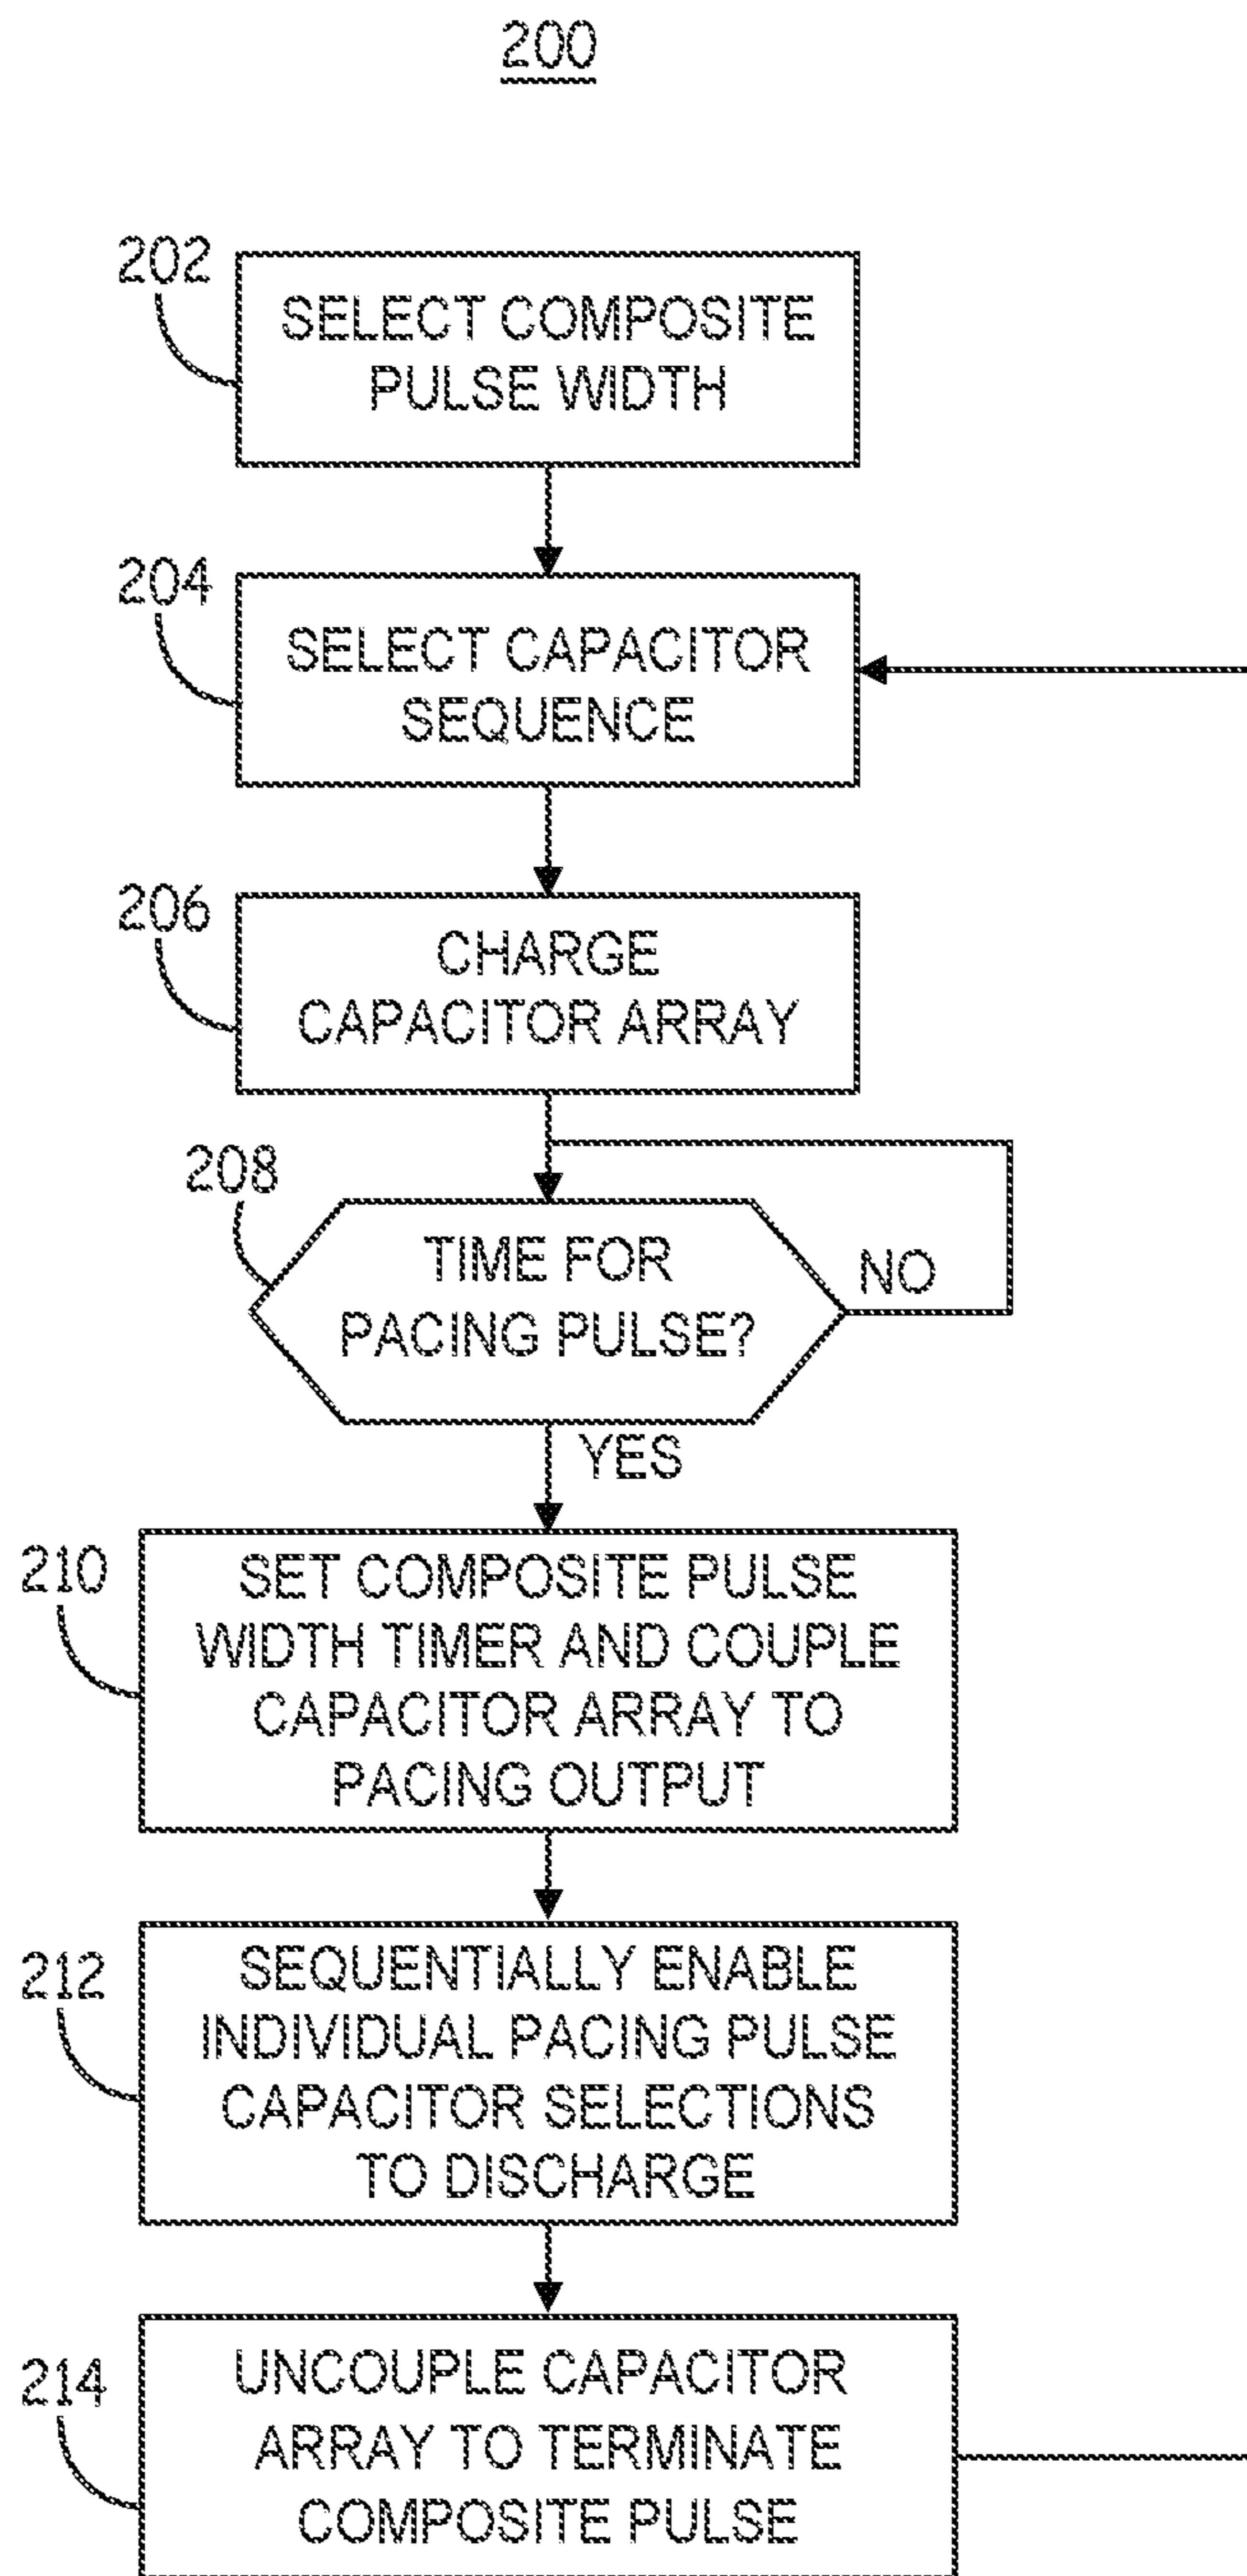 200
202
SELECT COMPOSITE
PULSE WIDTH
204
SELECT CAPACITOR
SEQUENCE
206
CHARGE
CAPACITOR ARRAY
208
TIME FOR
PACING PULSE?
NO
YES
210
SET COMPOSITE PULSE
WIDTH TIMER AND COUPLE
CAPACITOR ARRAY TO
PACING OUTPUT
212
SEQUENTIALLY ENABLE
INDIVIDUAL PACING PULSE
CAPACITOR SELECTIONS
TO DISCHARGE
214
UNCOUPLE CAPACITOR
ARRAY TO TERMINATE
COMPOSITE PULSE